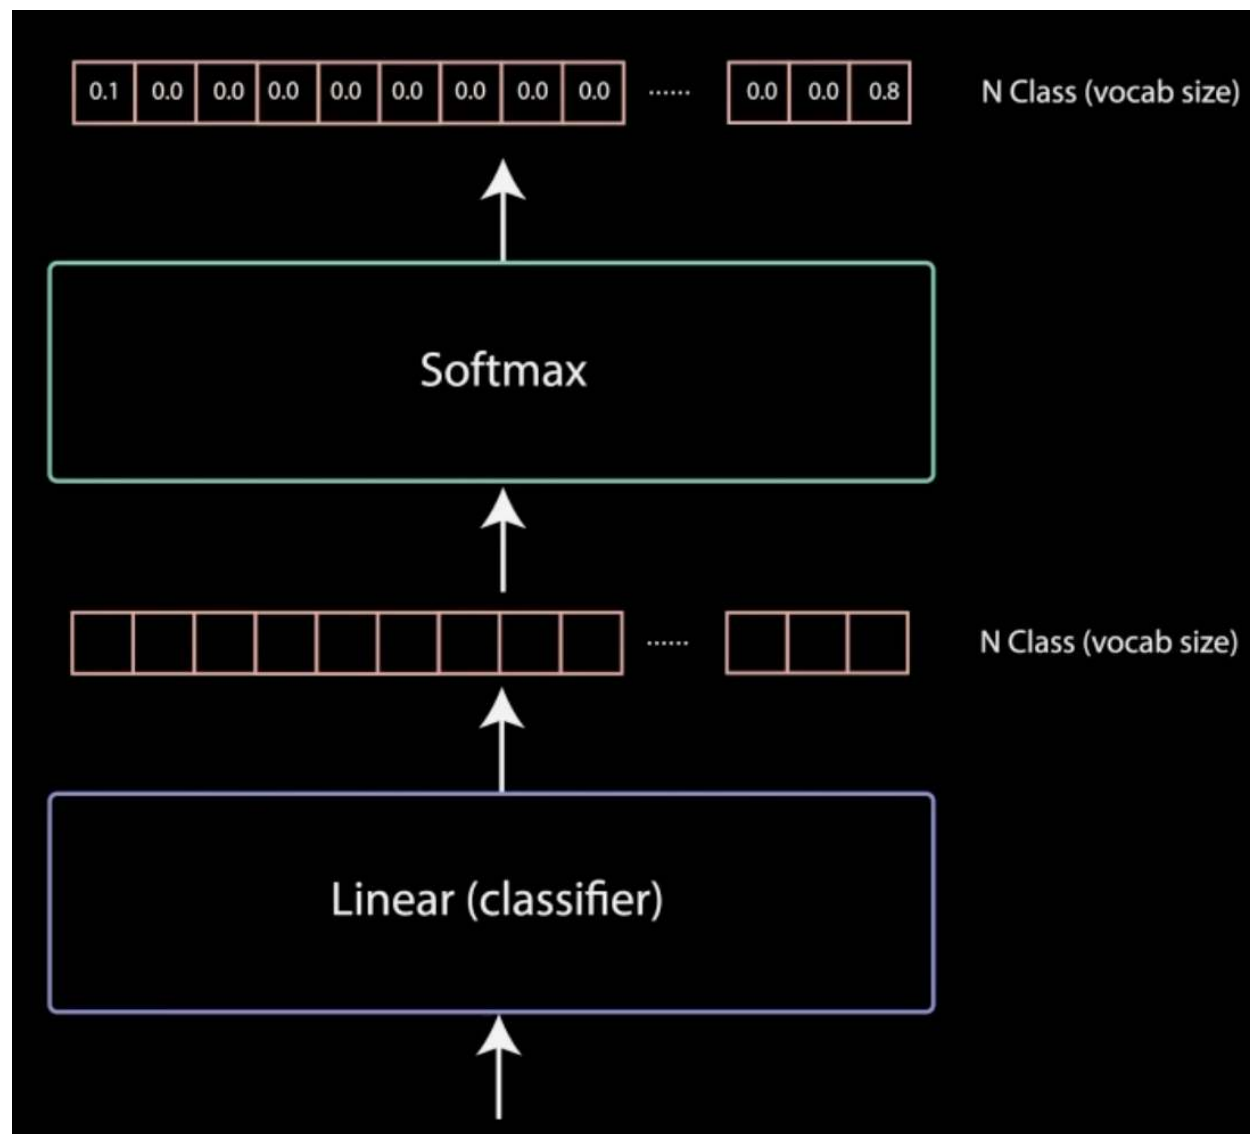 0.1 0.0 0.0 0.0 0.0 0.0 0.0 0.0 0.0 ...... 0.0 0.0 0.8 N Class (vocab size)
Softmax
...... N Class (vocab size)
Linear (classifier)